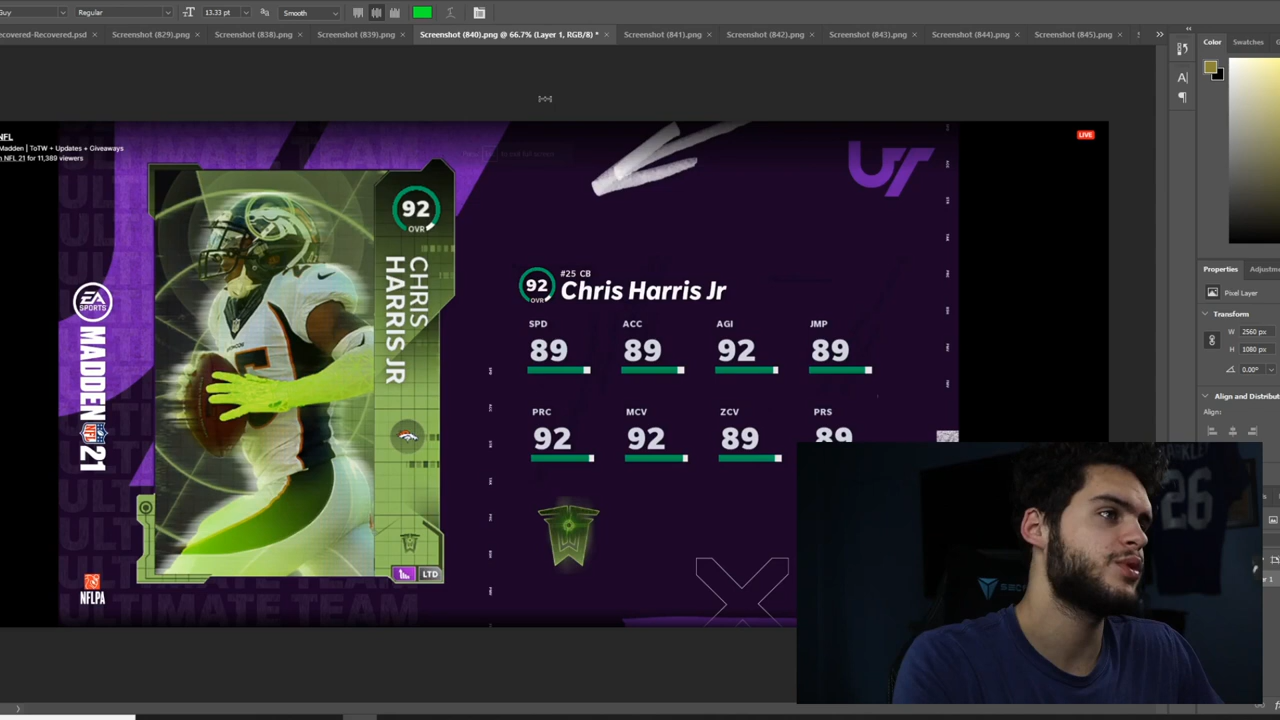 Guy
Regular
13.33 pt
Smooth
ecovered-Recovered.psd
Screenshot (829).png
Screenshot (838).png
Screenshot (839).png
Screenshot (840).png @ 66.7% (Layer 1, RGB/8) *
Screenshot (841).png
Screenshot (842).png
Screenshot (843).png
Screenshot (844).png
Screenshot (845).png
Color
Swatches
NFL
Madden | ToTW + Updates + Giveaways
NFL 21 for 11,389 viewers
LIVE
UT
92
OVR
CHRIS
HARRIS JR
EA
SPORTS
MADDEN
NFL
21
NFLPA
LTD
ULTIMATE TEAM
92
OVR
#25 CB
Chris Harris Jr
SPD
ACC
AGI
JMP
89
89
92
89
PRC
MCV
ZCV
PRS
92
92
89
89
Properties
Adjustm
Pixel Layer
Transform
W
2560 px
H
1080 px
0.00°
Align and Distribut
Align:
26